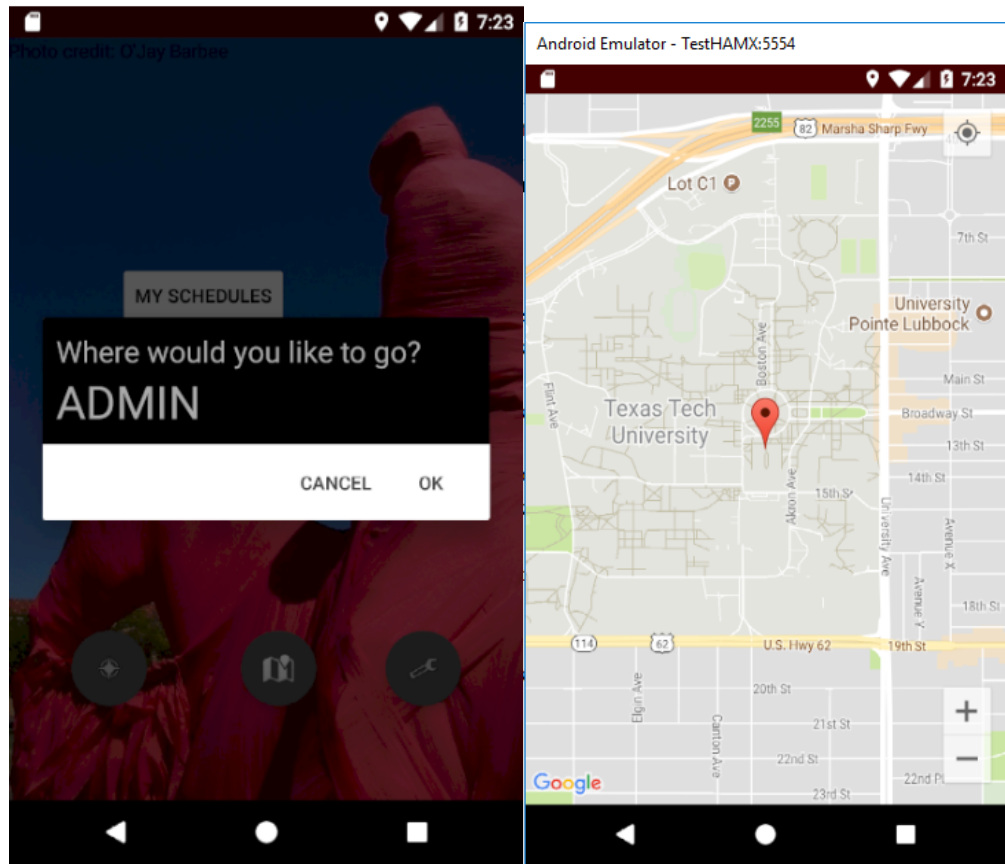 7:23
Photo credit: O'Jay Barbee
MY SCHEDULES
Where would you like to go?
ADMIN
CANCEL
OK
Android Emulator - TestHAMX:5554
7:23
2255
82
Marsha Sharp Fwy
Lot C1
P
7th St
University
Pointe Lubbock
Boston Ave
Main St
Flint Ave
Texas Tech
University
Broadway St
13th St
14th St
Akron Ave
15th St
University Ave
Avenue X
Avenue Y
18th St
114
62
U.S. Hwy 62
19th St
Elgin Ave
20th St
Canton Ave
21st St
22nd St
22nd Pl
23rd St
Google